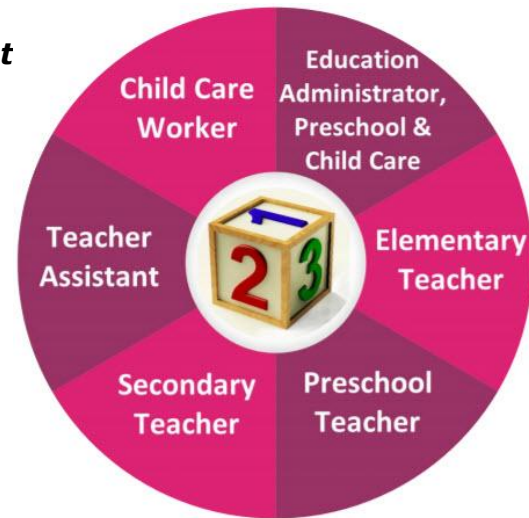 t
Child Care
Worker
Education
Administrator,
Preschool &
Child Care
Teacher
Assistant
Elementary
Teacher
1
2
3
Secondary
Teacher
Preschool
Teacher